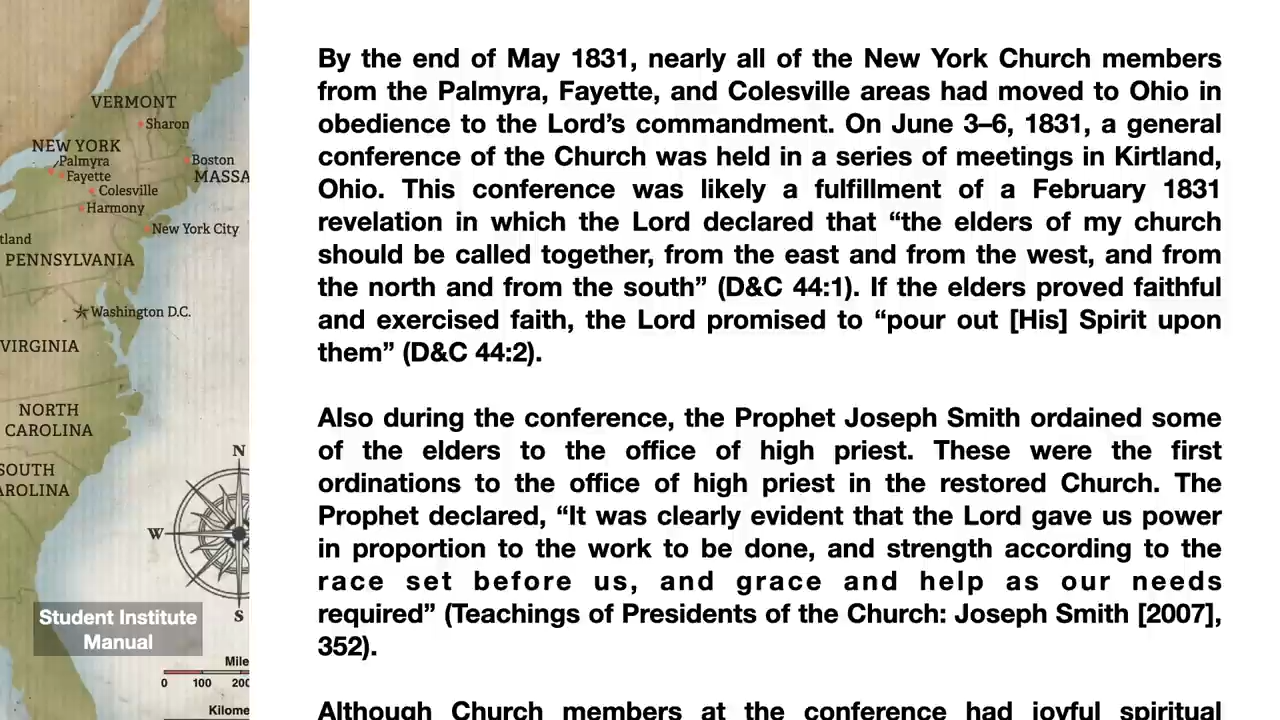 VERMONT
Sharon
NEW YORK
Palmyra
Fayette
Boston
MASSA
Colesville
Harmony
New York City
tland
PENNSYLVANIA
Washington D.C.
VIRGINIA
NORTH
CAROLINA
SOUTH
AROLINA
N
W
S
Student Institute
Manual
Mile
0 100 200
Kilome
By the end of May 1831, nearly all of the New York Church members
from the Palmyra, Fayette, and Colesville areas had moved to Ohio in
obedience to the Lord’s commandment. On June 3–6, 1831, a general
conference of the Church was held in a series of meetings in Kirtland,
Ohio. This conference was likely a fulfillment of a February 1831
revelation in which the Lord declared that “the elders of my church
should be called together, from the east and from the west, and from
the north and from the south” (D&C 44:1). If the elders proved faithful
and exercised faith, the Lord promised to “pour out [His] Spirit upon
them” (D&C 44:2).
Also during the conference, the Prophet Joseph Smith ordained some
of the elders to the office of high priest. These were the first
ordinations to the office of high priest in the restored Church. The
Prophet declared, “It was clearly evident that the Lord gave us power
in proportion to the work to be done, and strength according to the
race set before us, and grace and help as our needs
required” (Teachings of Presidents of the Church: Joseph Smith [2007],
352).
Although Church members at the conference had joyful spiritual